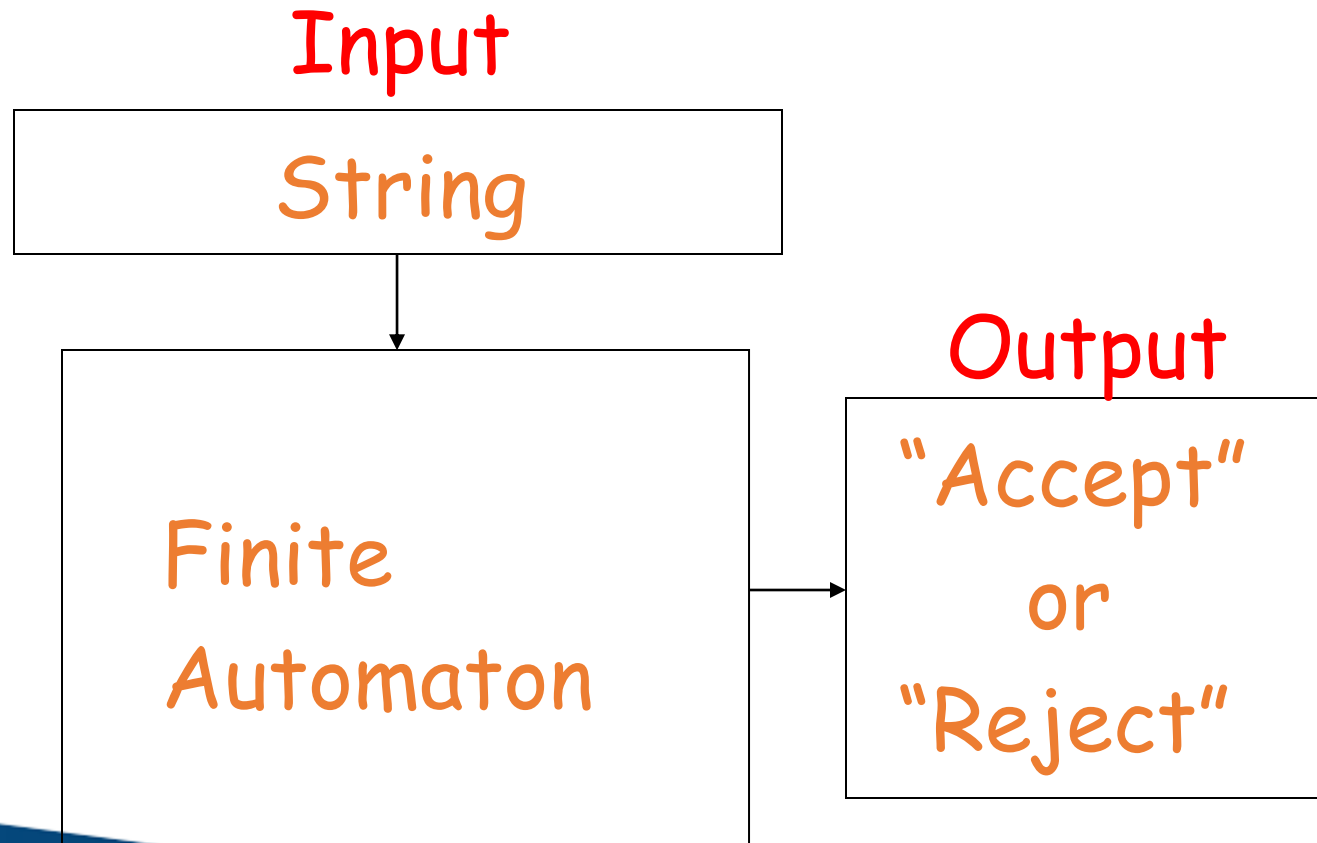 Input
String
Output
“Accept”
or
“Reject”
Finite
Automaton